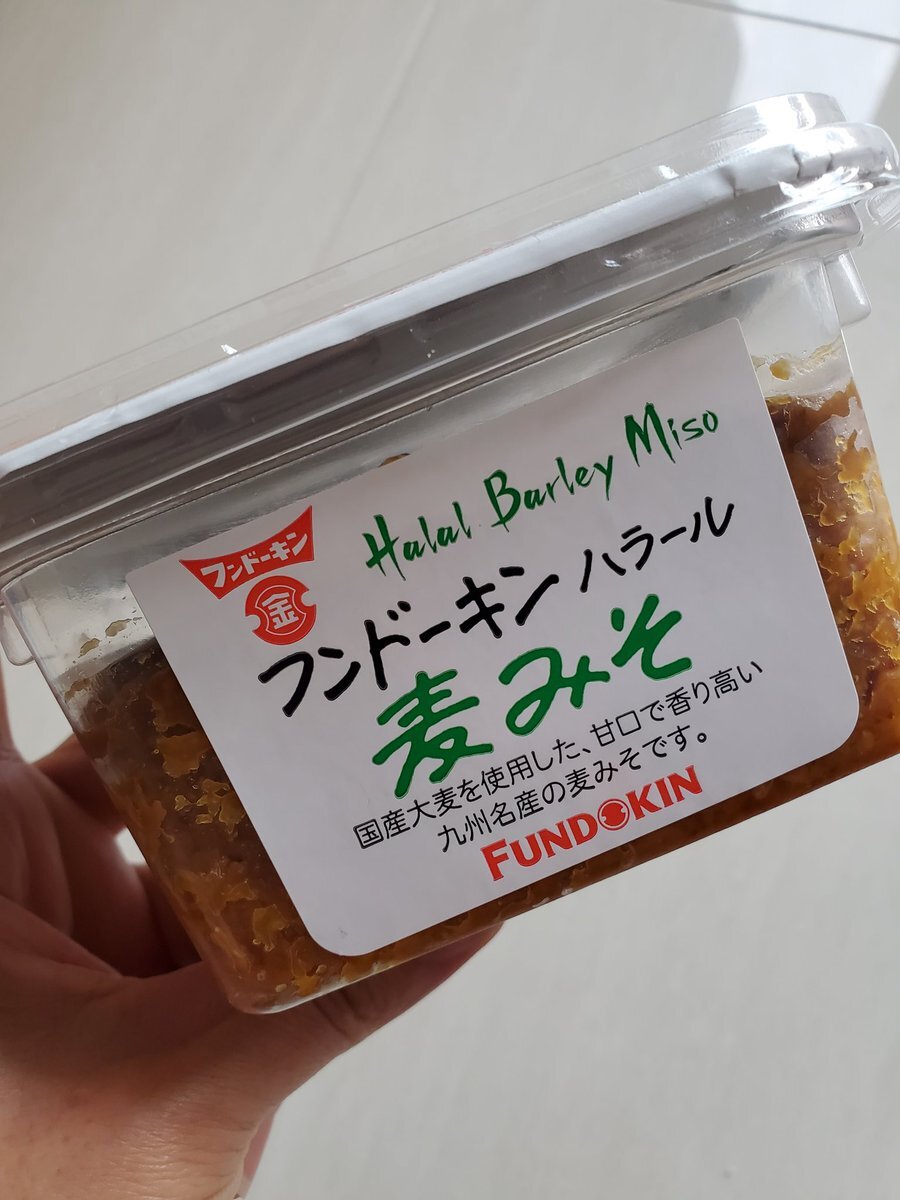 Halal Barley Miso
フンドーキン
金
フンドーキン ハラール
麦みそ
国産大麦を使用した、甘口で香り高い
九州名産の麦みそです。
FUNDOKIN